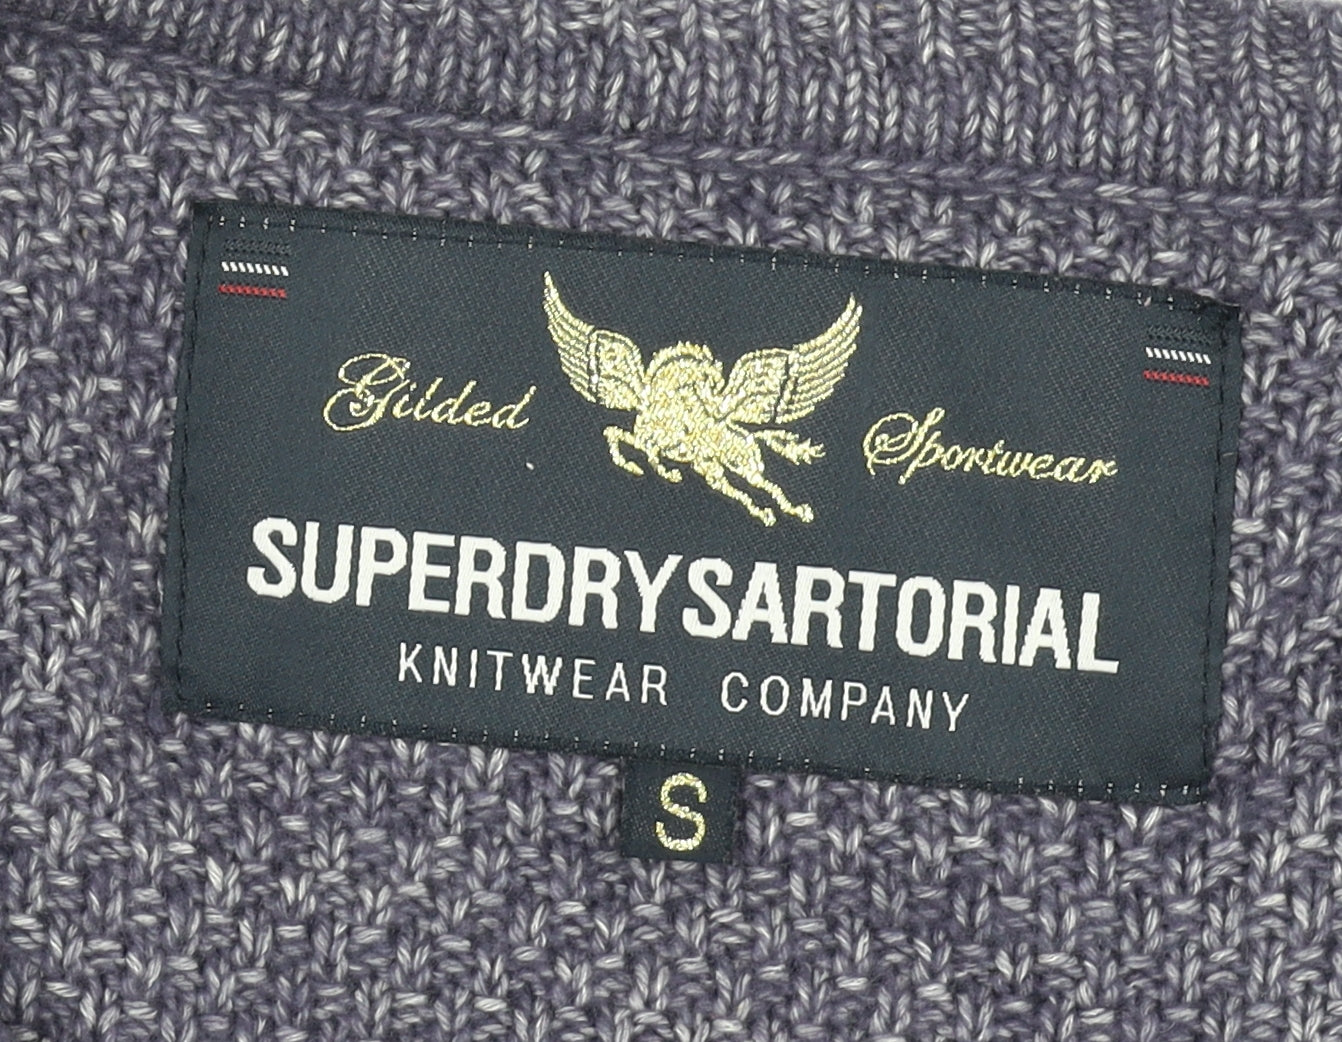 Gilded Sportwear
SUPERDRYSARTORIAL
KNITWEAR COMPANY
S